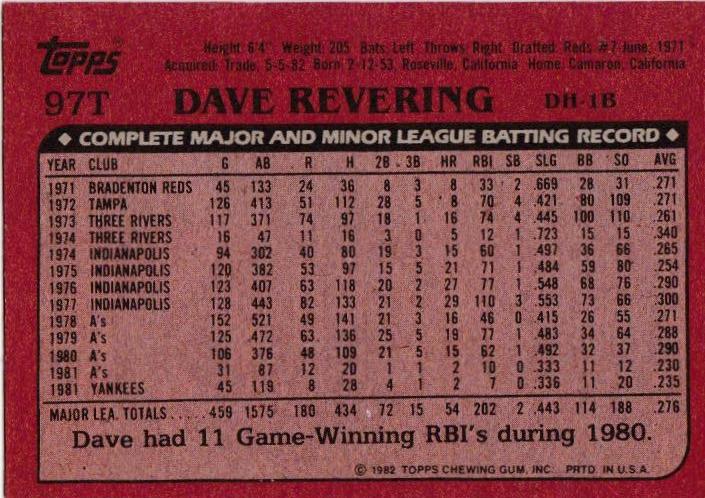 topps®
Height: 6'4" Weight: 205 Bats: Left Throws: Right Drafted: Reds #7-June, 1971
Acquired: Trade, 5-5-82 Born: 2-12-53, Roseville, California Home: Camaron, California
97T DAVE REVERING DH-1B
◆ COMPLETE MAJOR AND MINOR LEAGUE BATTING RECORD ◆
YEAR CLUB G AB R H 2B 3B HR RBI SB SLG BB SO AVG
1971 BRADENTON REDS 45 133 24 36 8 3 8 33 2 .669 28 31 .271
1972 TAMPA 126 413 51 112 28 5 8 70 4 .421 80 109 .271
1973 THREE RIVERS 117 371 74 97 18 1 16 74 4 .445 100 110 .261
1974 THREE RIVERS 16 47 11 16 3 0 5 12 1 .723 15 15 .340
1974 INDIANAPOLIS 94 302 40 80 19 3 15 60 1 .497 36 66 .265
1975 INDIANAPOLIS 120 382 53 97 15 5 21 71 1 .484 59 80 .254
1976 INDIANAPOLIS 123 407 63 118 20 2 27 77 1 .548 68 76 .290
1977 INDIANAPOLIS 128 443 82 133 21 2 29 110 3 .553 73 66 .300
1978 A's 152 521 49 141 21 3 16 46 0 .415 26 55 .271
1979 A's 125 472 63 136 25 5 19 77 1 .483 34 64 .288
1980 A's 106 376 48 109 21 5 15 62 1 .492 32 37 .290
1981 A's 31 87 12 20 1 1 2 10 0 .333 11 12 .230
1981 YANKEES 45 119 8 28 4 1 2 7 0 .336 11 20 .235
MAJOR LEA. TOTALS ..... 459 1575 180 434 72 15 54 202 2 .443 114 188 .276
Dave had 11 Game-Winning RBI's during 1980.
© 1982 TOPPS CHEWING GUM, INC. PRTD. IN U.S.A.